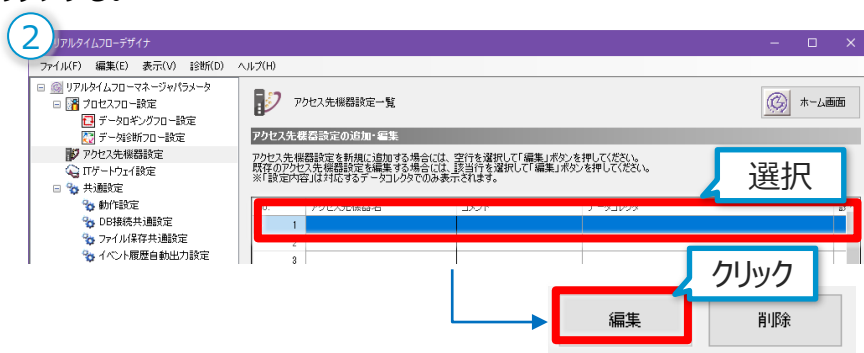 2
リアルタイムフローデザイナ
ファイル(F) 編集(E) 表示(V) 診断(D) ヘルプ(H)
リアルタイムフローマネージャパラメータ
プロセスフロー設定
データロギングフロー設定
データ診断フロー設定
アクセス先機器設定
ITゲートウェイ設定
共通設定
動作設定
DB接続共通設定
ファイル保存共通設定
イベント履歴自動出力設定
アクセス先機器設定一覧
ホーム画面
アクセス先機器設定の追加・編集
アクセス先機器設定を新規に追加する場合には、空行を選択して「編集」ボタンを押してください。
既存のアクセス先機器設定を編集する場合には、該当行を選択して「編集」ボタンを押してください。
※「設定内容」は対応するデータコレクタでのみ表示されます。
選択
アクセス先機器名 コメント データコレクタ
1
2
3
クリック
編集 削除